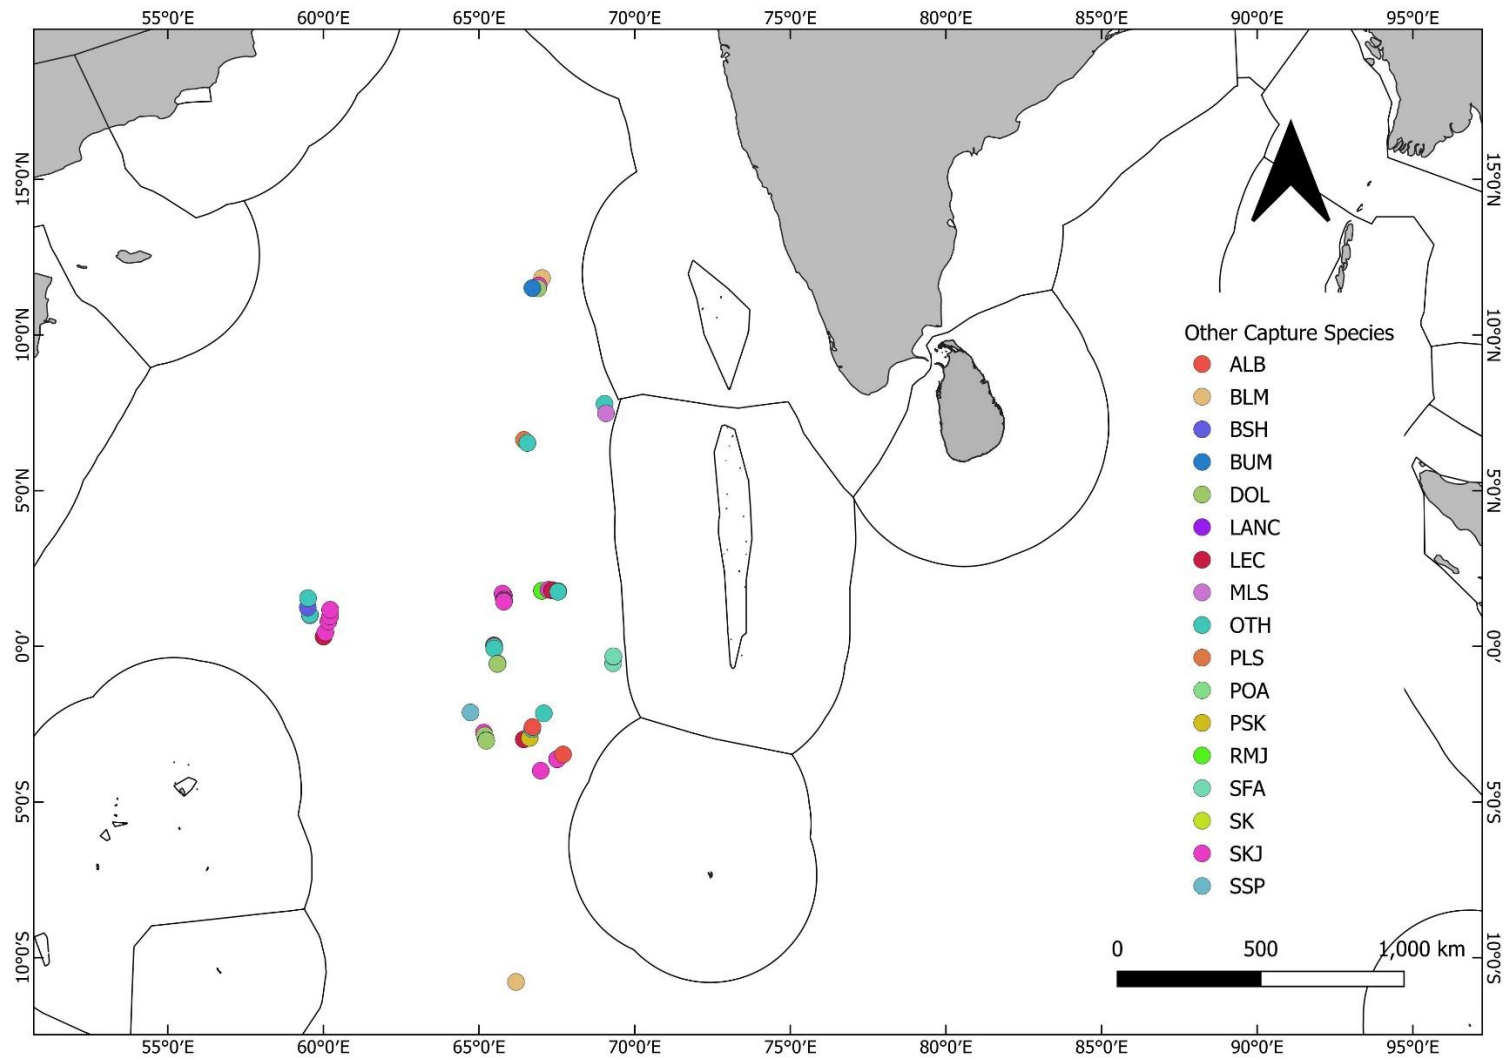 55°0′E 60°0′E 65°0′E 70°0′E 75°0′E 80°0′E 85°0′E 90°0′E 95°0′E
15°0′N 15°0′N
10°0′N 10°0′N
Other Capture Species
ALB
BLM
BSH
BUM
5°0′N 5°0′N
DOL
LANC
LEC
MLS
OTH
0°0′ 0°0′
PLS
POA
PSK
RMJ
SFA
5°0′S 5°0′S
SK
SKJ
SSP
0 500 1,000 km
10°0′S 10°0′S
55°0′E 60°0′E 65°0′E 70°0′E 75°0′E 80°0′E 85°0′E 90°0′E 95°0′E